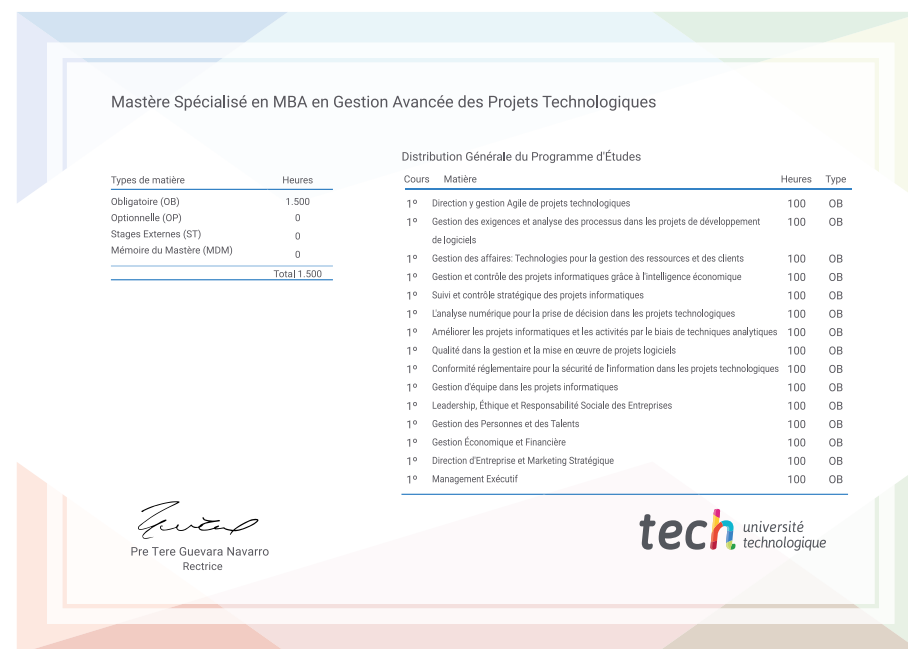 Mastère Spécialisé en MBA en Gestion Avancée des Projets Technologiques
Types de matière Heures
Obligatoire (OB) 1.500
Optionnelle (OP) 0
Stages Externes (ST) 0
Mémoire du Mastère (MDM) 0
Total 1.500
Distribution Générale du Programme d'Études
Cours Matière Heures Type
1º Direction y gestion Agile de projets technologiques 100 OB
1º Gestion des exigences et analyse des processus dans les projets de développement 100 OB
de logiciels
1º Gestion des affaires: Technologies pour la gestion des ressources et des clients 100 OB
1º Gestion et contrôle des projets informatiques grâce à l'intelligence économique 100 OB
1º Suivi et contrôle stratégique des projets informatiques 100 OB
1º L'analyse numérique pour la prise de décision dans les projets technologiques 100 OB
1º Améliorer les projets informatiques et les activités par le biais de techniques analytiques 100 OB
1º Qualité dans la gestion et la mise en œuvre de projets logiciels 100 OB
1º Conformité réglementaire pour la sécurité de l'information dans les projets technologiques 100 OB
1º Gestion d'équipe dans les projets informatiques 100 OB
1º Leadership, Éthique et Responsabilité Sociale des Entreprises 100 OB
1º Gestion des Personnes et des Talents 100 OB
1º Gestion Économique et Financière 100 OB
1º Direction d'Entreprise et Marketing Stratégique 100 OB
1º Management Exécutif 100 OB
Pre Tere Guevara Navarro
Rectrice
tech université
technologique